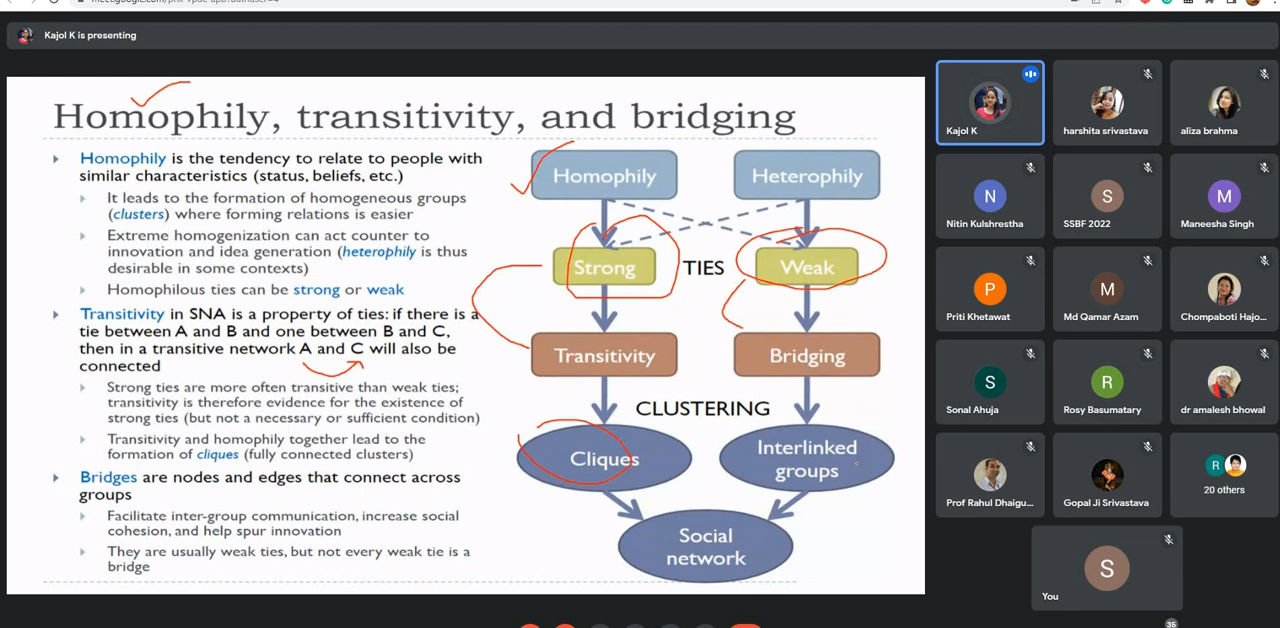 Kajol K is presenting
Homophily, transitivity, and bridging
Homophily is the tendency to relate to people with
similar characteristics (status, beliefs, etc.)
It leads to the formation of homogeneous groups
(clusters) where forming relations is easier
Extreme homogenization can act counter to
innovation and idea generation (heterophily is thus
desirable in some contexts)
Homophilous ties can be strong or weak
Transitivity in SNA is a property of ties: if there is a
tie between A and B and one between B and C,
then in a transitive network A and C will also be
connected
Strong ties are more often transitive than weak ties;
transitivity is therefore evidence for the existence of
strong ties (but not a necessary or sufficient condition)
Transitivity and homophily together lead to the
formation of cliques (fully connected clusters)
Bridges are nodes and edges that connect across
groups
Facilitate inter-group communication, increase social
cohesion, and help spur innovation
They are usually weak ties, but not every weak tie is a
bridge
Homophily
Heterophily
Strong
TIES
Weak
Transitivity
Bridging
CLUSTERING
Cliques
Interlinked
groups
Social
network
Kajol K
harshita srivastava
aliza brahma
N
S
M
Nitin Kulshrestha
SSBF 2022
Maneesha Singh
P
M
Priti Khetawat
Md Qamar Azam
Chompaboti Hajo...
S
R
Sonal Ahuja
Rosy Basumatary
dr amalesh bhowal
R
Prof Rahul Dhaigu...
Gopal Ji Srivastava
20 others
S
You
36